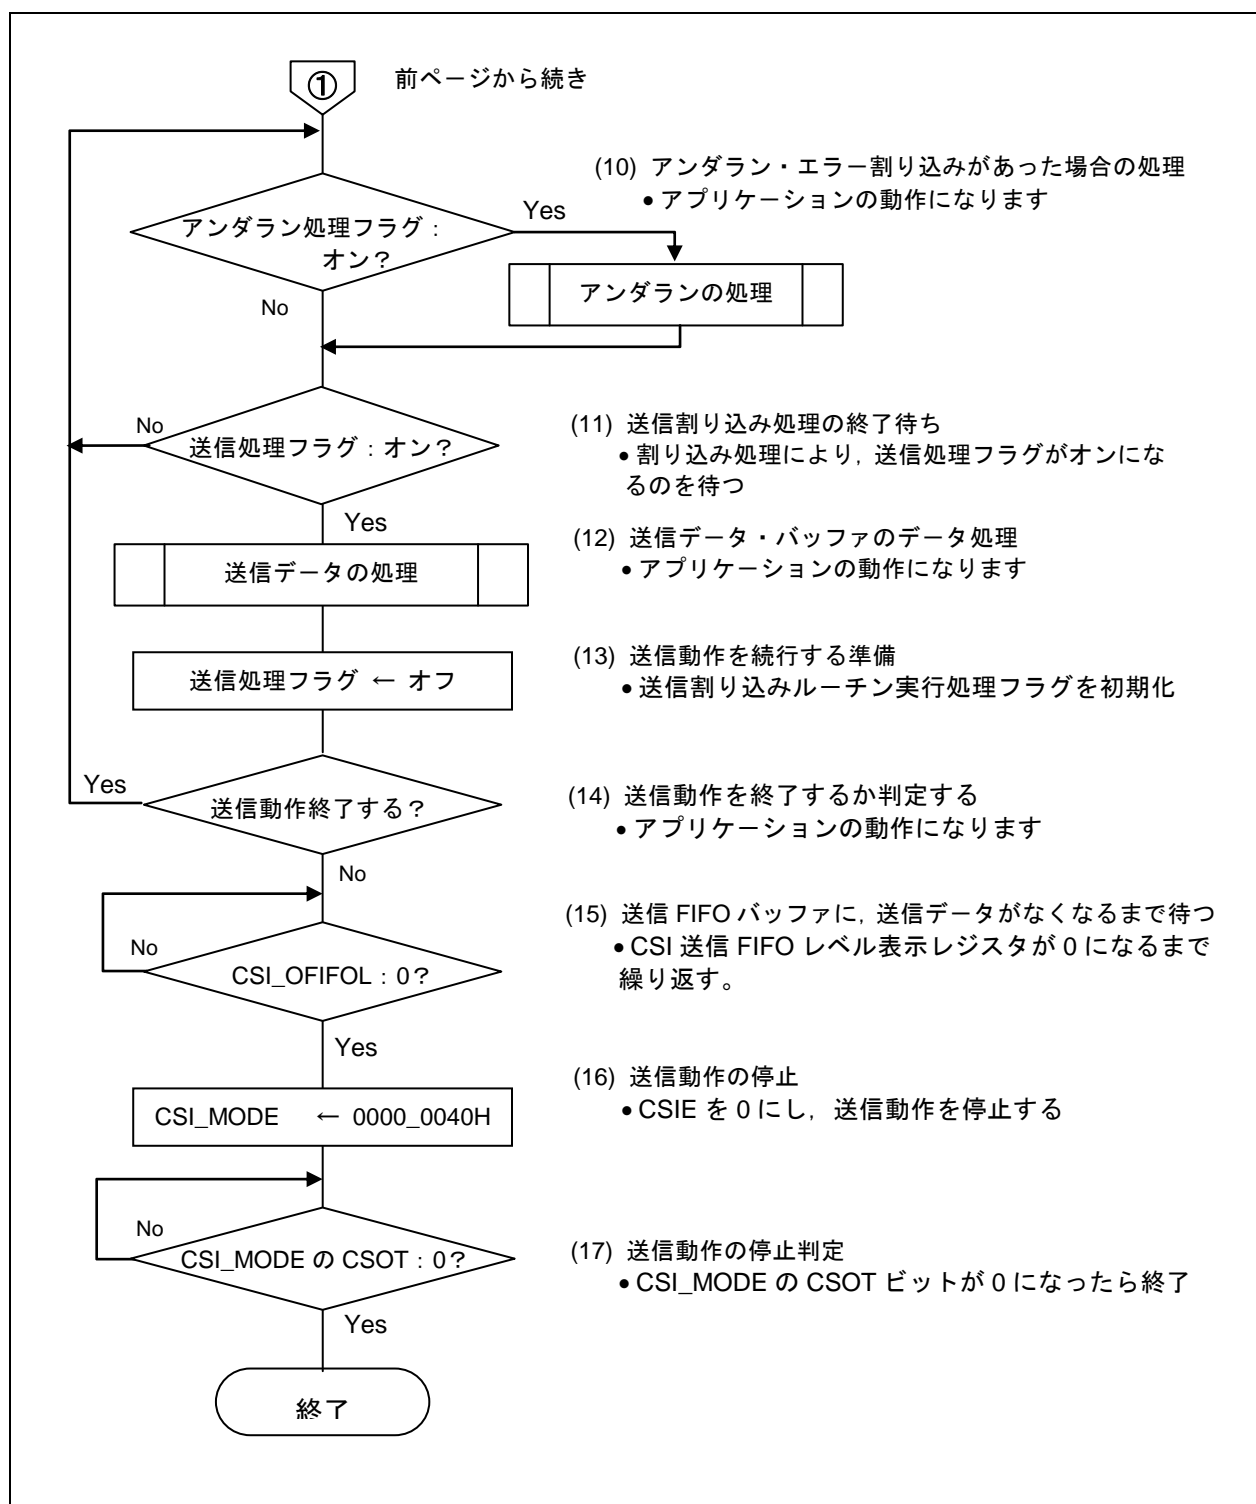 ① 前ページから続き
(10) アンダラン・エラー割り込みがあった場合の処理
• アプリケーションの動作になります
アンダラン処理フラグ：
オン？
Yes
アンダランの処理
No
(11) 送信割り込み処理の終了待ち
• 割り込み処理により, 送信処理フラグがオンにな
るのを待つ
送信処理フラグ：オン？
No
Yes
(12) 送信データ・バッファのデータ処理
• アプリケーションの動作になります
送信データの処理
(13) 送信動作を続行する準備
• 送信割り込みルーチン実行処理フラグを初期化
送信処理フラグ ← オフ
Yes
送信動作終了する？
(14) 送信動作を終了するか判定する
• アプリケーションの動作になります
No
(15) 送信 FIFO バッファに, 送信データがなくなるまで待つ
• CSI 送信 FIFO レベル表示レジスタが 0 になるまで
繰り返す。
No
CSI_OFIFOL：0？
Yes
(16) 送信動作の停止
• CSIE を 0 にし, 送信動作を停止する
CSI_MODE ← 0000_0040H
No
CSI_MODE の CSOT：0？
(17) 送信動作の停止判定
• CSI_MODE の CSOT ビットが 0 になったら終了
Yes
終了